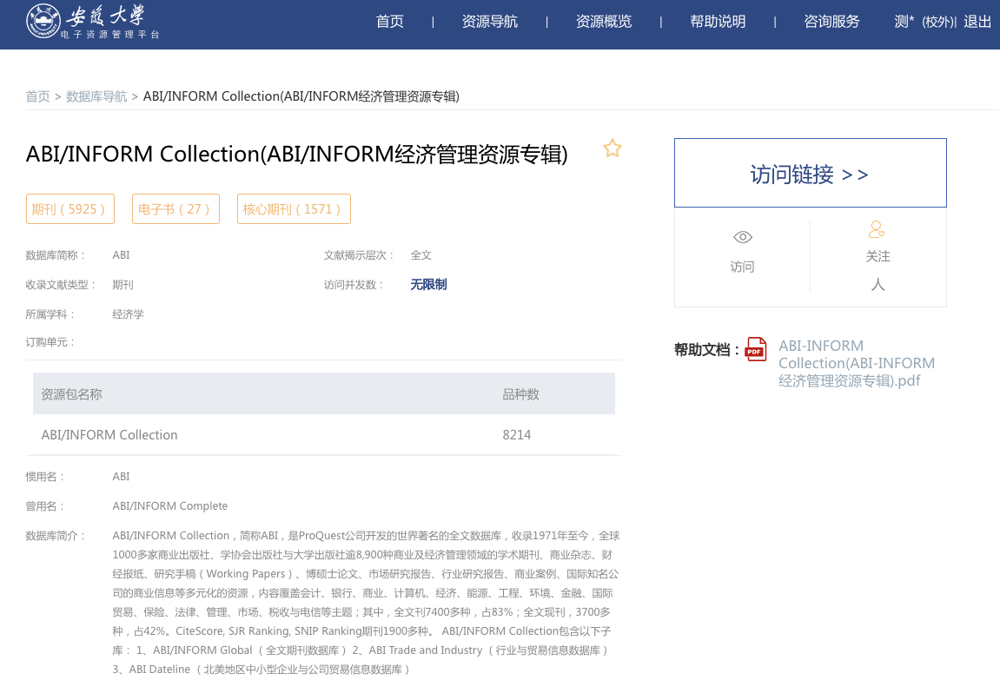 安徽大学
电子资源管理平台
首页 | 资源导航 | 资源概览 | 帮助说明 | 咨询服务 测* (校外)| 退出
首页 > 数据库导航 > ABI/INFORM Collection(ABI/INFORM经济管理资源专辑)
ABI/INFORM Collection(ABI/INFORM经济管理资源专辑)
期刊（5925） 电子书（27） 核心期刊（1571）
数据库简称： ABI 文献揭示层次： 全文
收录文献类型： 期刊 访问并发数： 无限制
所属学科： 经济学
订购单元：
资源包名称 品种数
ABI/INFORM Collection 8214
惯用名： ABI
曾用名： ABI/INFORM Complete
数据库简介： ABI/INFORM Collection，简称ABI，是ProQuest公司开发的世界著名的全文数据库，收录1971年至今，全球
1000多家商业出版社、学协会出版社与大学出版社逾8,900种商业及经济管理领域的学术期刊、商业杂志、财
经报纸、研究手稿（Working Papers）、博硕士论文、市场研究报告、行业研究报告、商业案例、国际知名公
司的商业信息等多元化的资源，内容覆盖会计、银行、商业、计算机、经济、能源、工程、环境、金融、国际
贸易、保险、法律、管理、市场、税收与电信等主题；其中，全文刊7400多种，占83%；全文现刊，3700多
种，占42%。CiteScore, SJR Ranking, SNIP Ranking期刊1900多种。 ABI/INFORM Collection包含以下子
库： 1、ABI/INFORM Global （全文期刊数据库） 2、ABI Trade and Industry （行业与贸易信息数据库）
3、ABI Dateline （北美地区中小型企业与公司贸易信息数据库）
访问链接 >>
访问
关注
人
帮助文档： PDF ABI-INFORM
Collection(ABI-INFORM
经济管理资源专辑).pdf